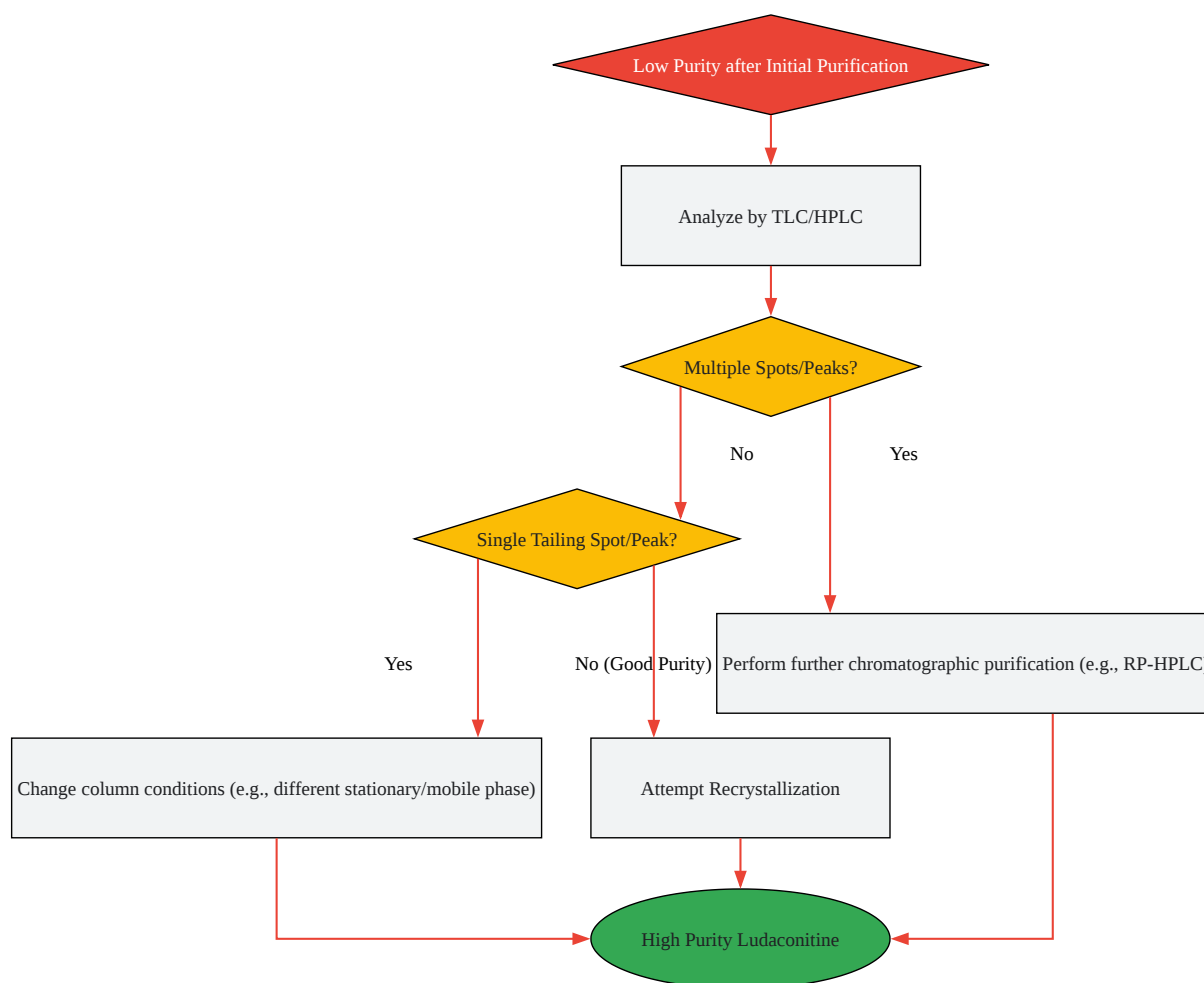 Low Purity after Initial Purification
Analyze by TLC/HPLC
Multiple Spots/Peaks?
No
Yes
Single Tailing Spot/Peak?
Yes
No (Good Purity)
Perform further chromatographic purification (e.g., RP-HPLC)
Change column conditions (e.g., different stationary/mobile phase)
Attempt Recrystallization
High Purity Ludaconitine